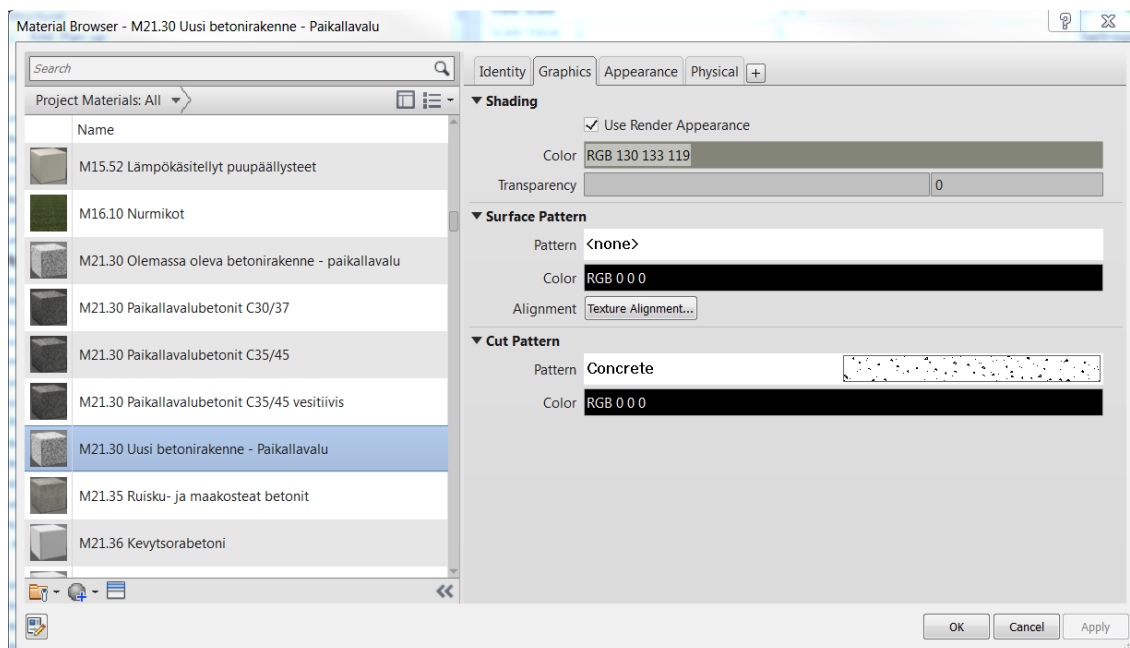 Material Browser - M21.30 Uusi betonirakenne - Paikallavalu
Search
Project Materials: All
Name
M15.52 Lämpökäsitellyt puupäällysteet
M16.10 Nurmikot
M21.30 Olemassa oleva betonirakenne - paikallavalu
M21.30 Paikallavalubetonit C30/37
M21.30 Paikallavalubetonit C35/45
M21.30 Paikallavalubetonit C35/45 vesitiivis
M21.30 Uusi betonirakenne - Paikallavalu
M21.35 Ruisku- ja maakosteat betonit
M21.36 Kevytsorabetoni
Identity Graphics Appearance Physical
Shading
Use Render Appearance
Color RGB 130 133 119
Transparency 0
Surface Pattern
Pattern <none>
Color RGB 0 0 0
Alignment Texture Alignment...
Cut Pattern
Pattern Concrete
Color RGB 0 0 0
OK Cancel Apply